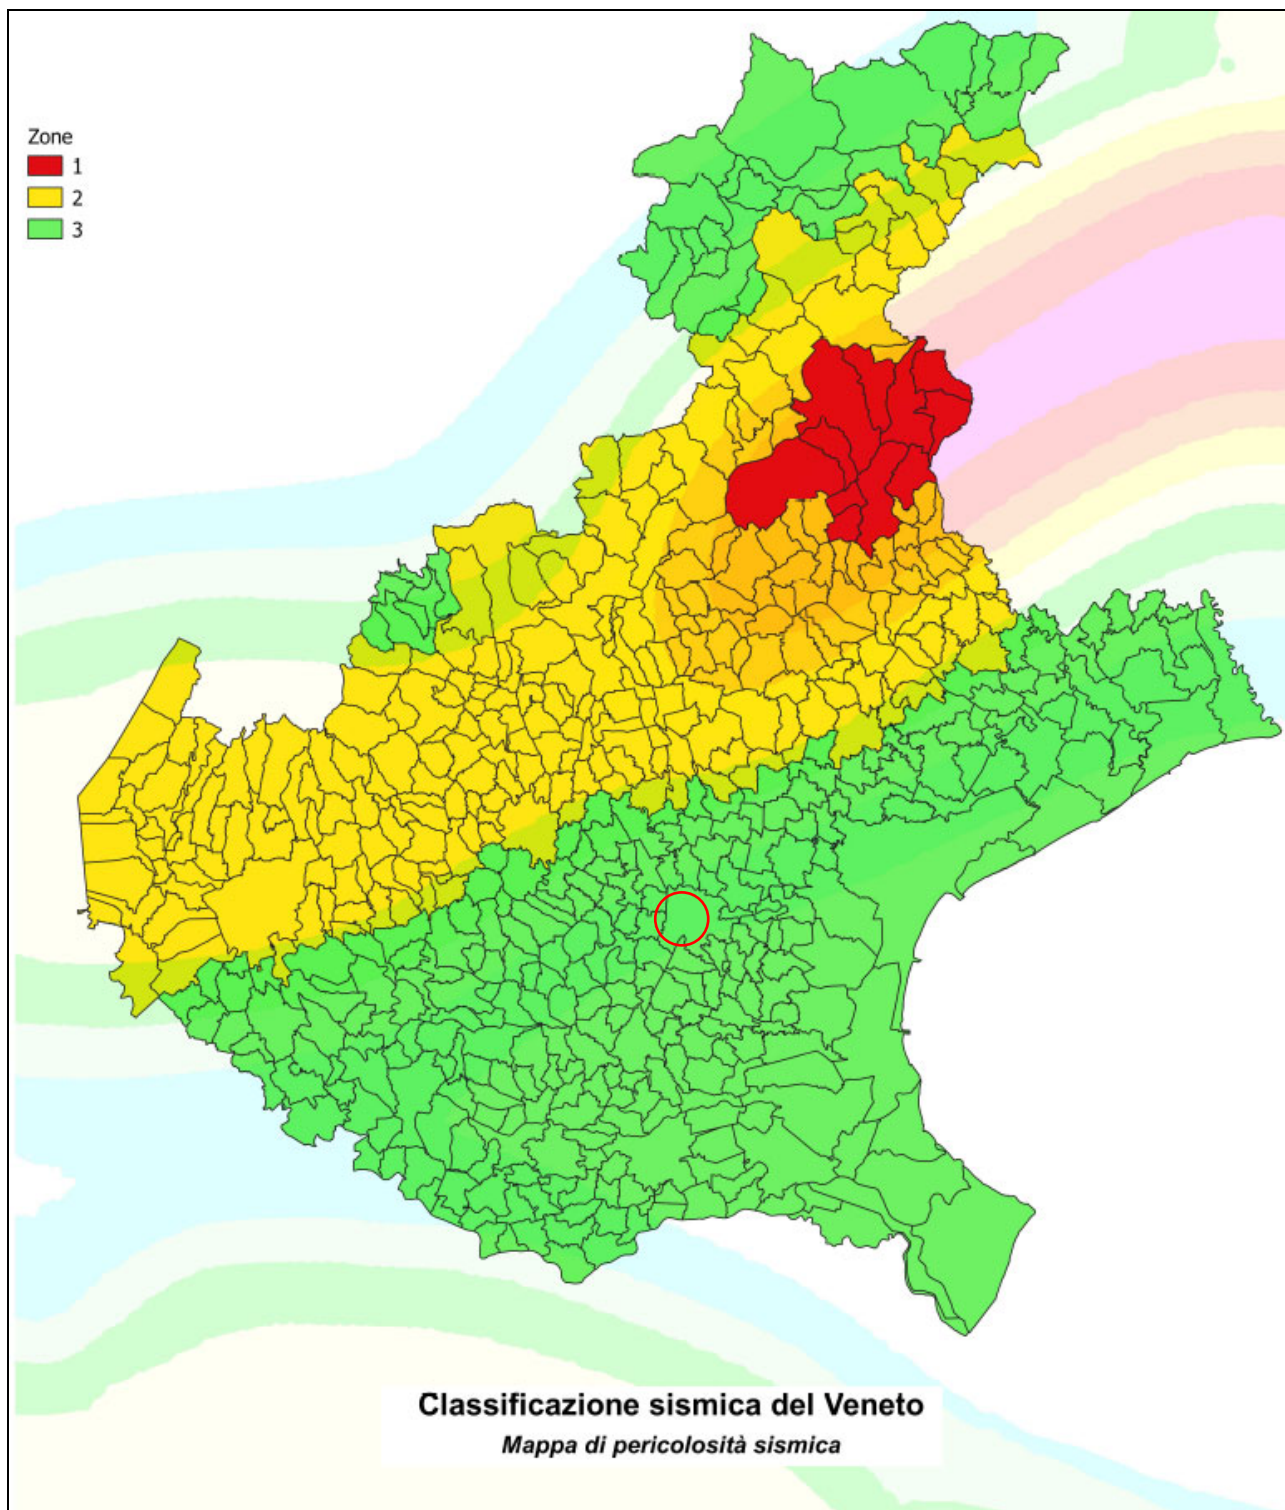 Zone
1
2
3
Classificazione sismica del Veneto
Mappa di pericolosità sismica